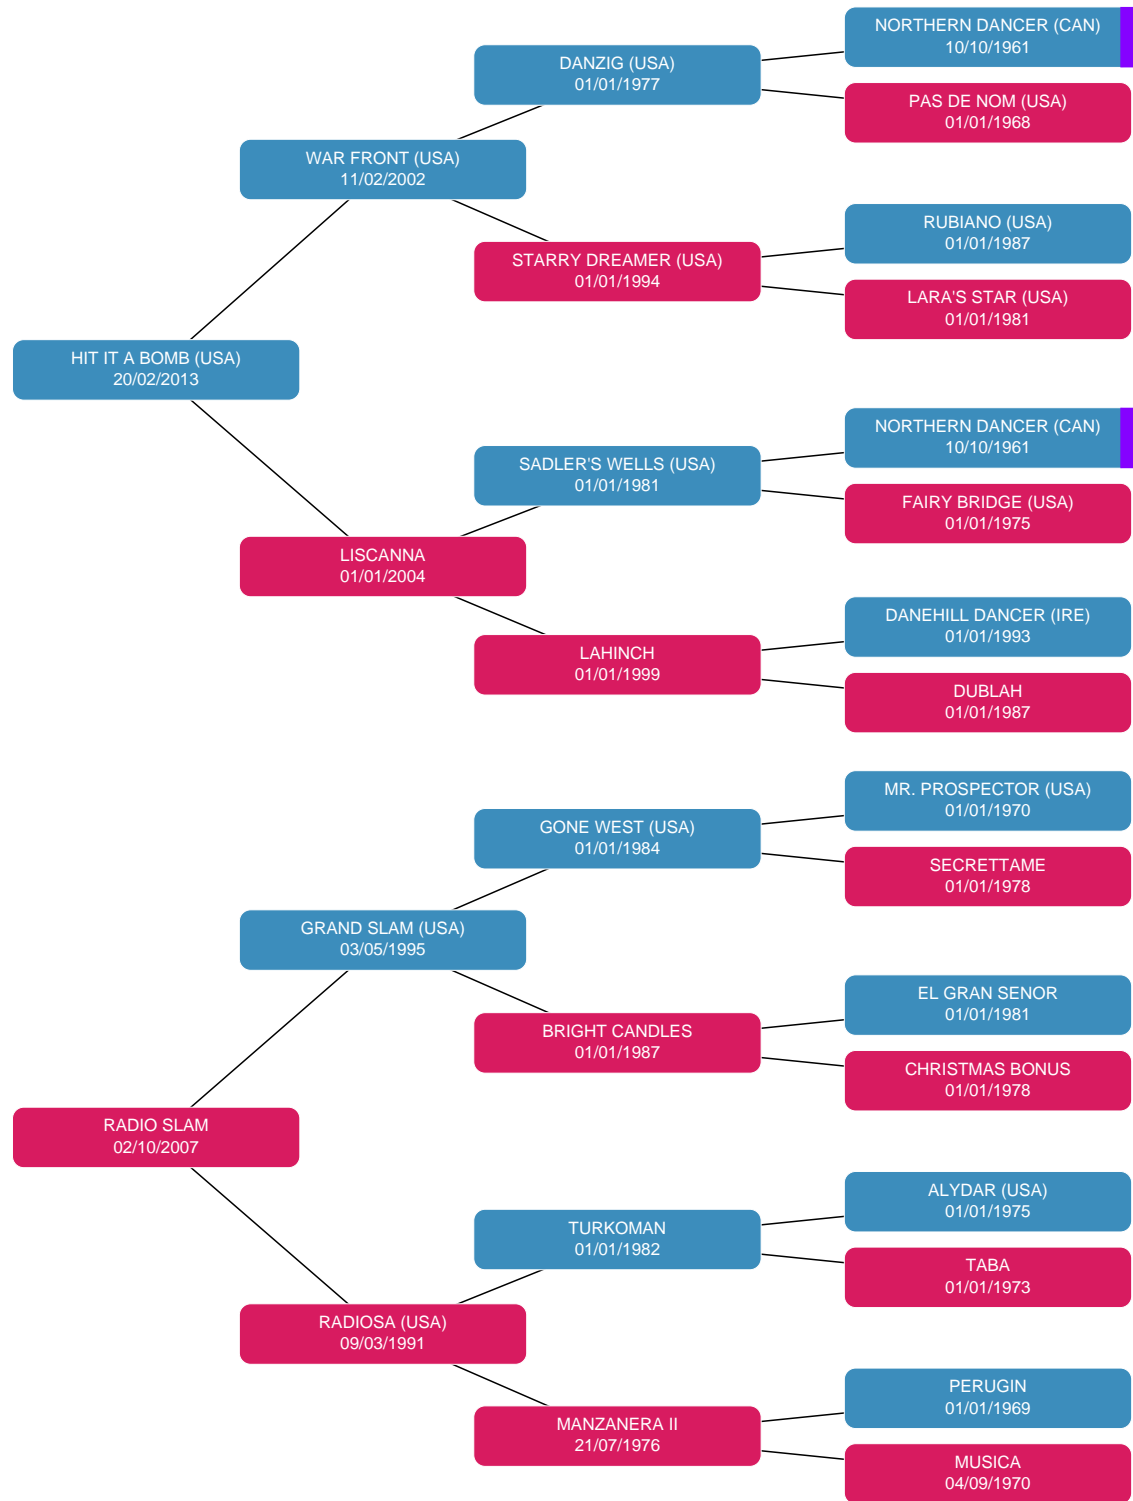 NORTHERN DANCER (CAN)
10/10/1961
DANZIG (USA)
01/01/1977
PAS DE NOM (USA)
01/01/1968
WAR FRONT (USA)
11/02/2002
RUBIANO (USA)
01/01/1987
STARRY DREAMER (USA)
01/01/1994
LARA'S STAR (USA)
01/01/1981
HIT IT A BOMB (USA)
20/02/2013
NORTHERN DANCER (CAN)
10/10/1961
SADLER'S WELLS (USA)
01/01/1981
FAIRY BRIDGE (USA)
01/01/1975
LISCANNA
01/01/2004
DANEHILL DANCER (IRE)
01/01/1993
LAHINCH
01/01/1999
DUBLAH
01/01/1987
MR. PROSPECTOR (USA)
01/01/1970
GONE WEST (USA)
01/01/1984
SECRETTAME
01/01/1978
GRAND SLAM (USA)
03/05/1995
EL GRAN SENOR
01/01/1981
BRIGHT CANDLES
01/01/1987
CHRISTMAS BONUS
01/01/1978
RADIO SLAM
02/10/2007
ALYDAR (USA)
01/01/1975
TURKOMAN
01/01/1982
TABA
01/01/1973
RADIOSA (USA)
09/03/1991
PERUGIN
01/01/1969
MANZANERA II
21/07/1976
MUSICA
04/09/1970